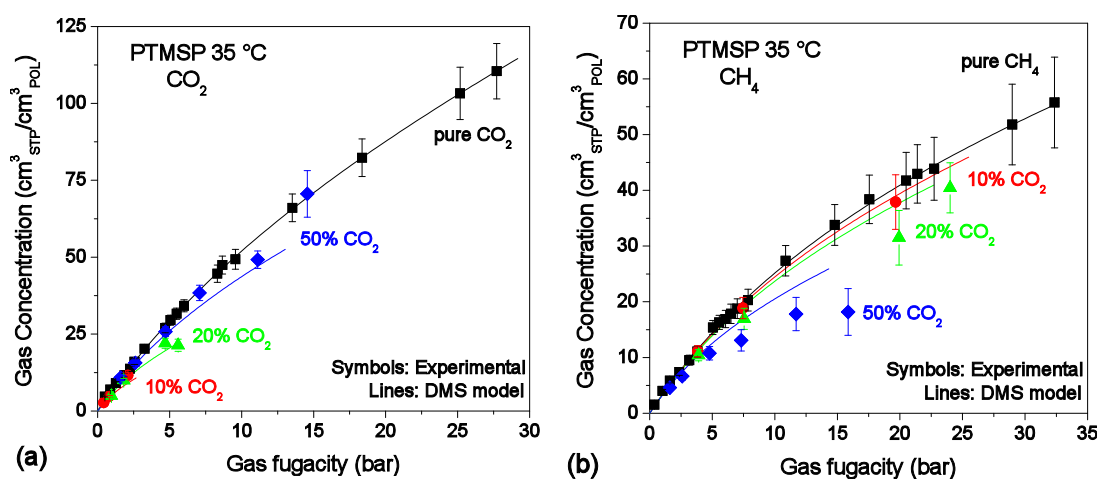 PTMSP 35 °C
CO2
pure CO2
50% CO2
20% CO2
10% CO2
Symbols: Experimental
Lines: DMS model
Gas Concentration (cm3STP/cm3POL)
125
100
75
50
25
0
0 5 10 15 20 25 30
Gas fugacity (bar)
(a)
PTMSP 35 °C
CH4
pure CH4
10% CO2
20% CO2
50% CO2
Symbols: Experimental
Lines: DMS model
Gas Concentration (cm3STP/cm3POL)
70
60
50
40
30
20
10
0
0 5 10 15 20 25 30 35
Gas fugacity (bar)
(b)